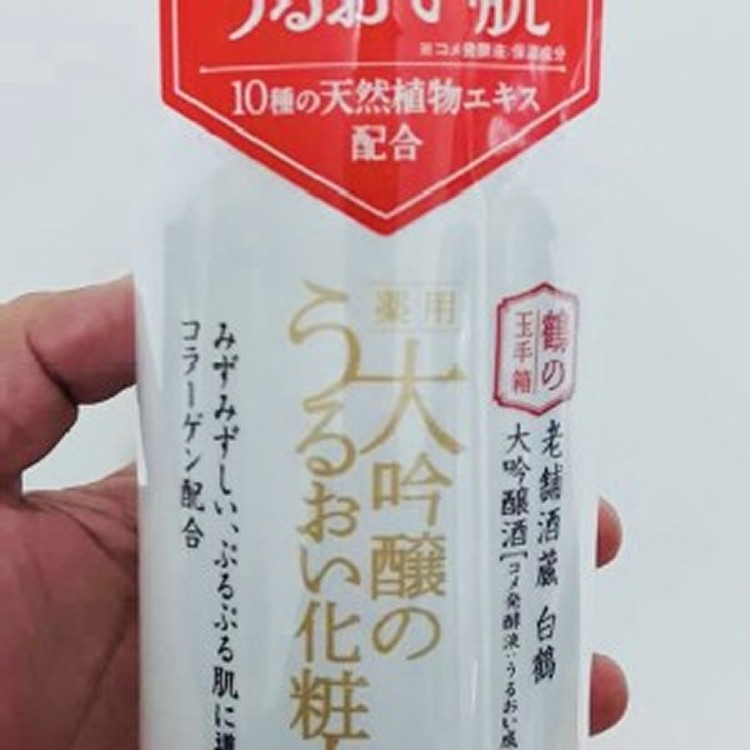 うるおい肌
※コメ発酵液:保湿成分
10種の天然植物エキス
配合
鶴の
玉手箱
老舗酒蔵 白鶴
大吟醸酒[コメ発酵液:うるおい成
薬用
大吟醸の
うるおい化粧
みずみずしい、ぷるぷる肌に導
コラーゲン配合